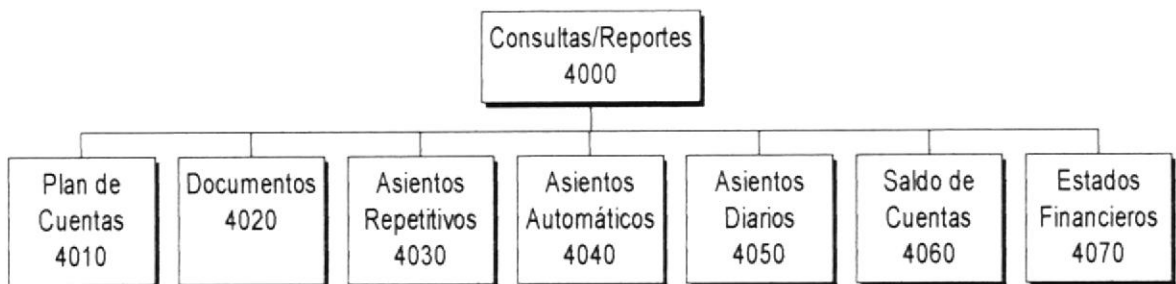 Consultas/Reportes
4000
Plan de
Cuentas
4010
Documentos
4020
Asientos
Repetitivos
4030
Asientos
Automáticos
4040
Asientos
Diarios
4050
Saldo de
Cuentas
4060
Estados
Financieros
4070